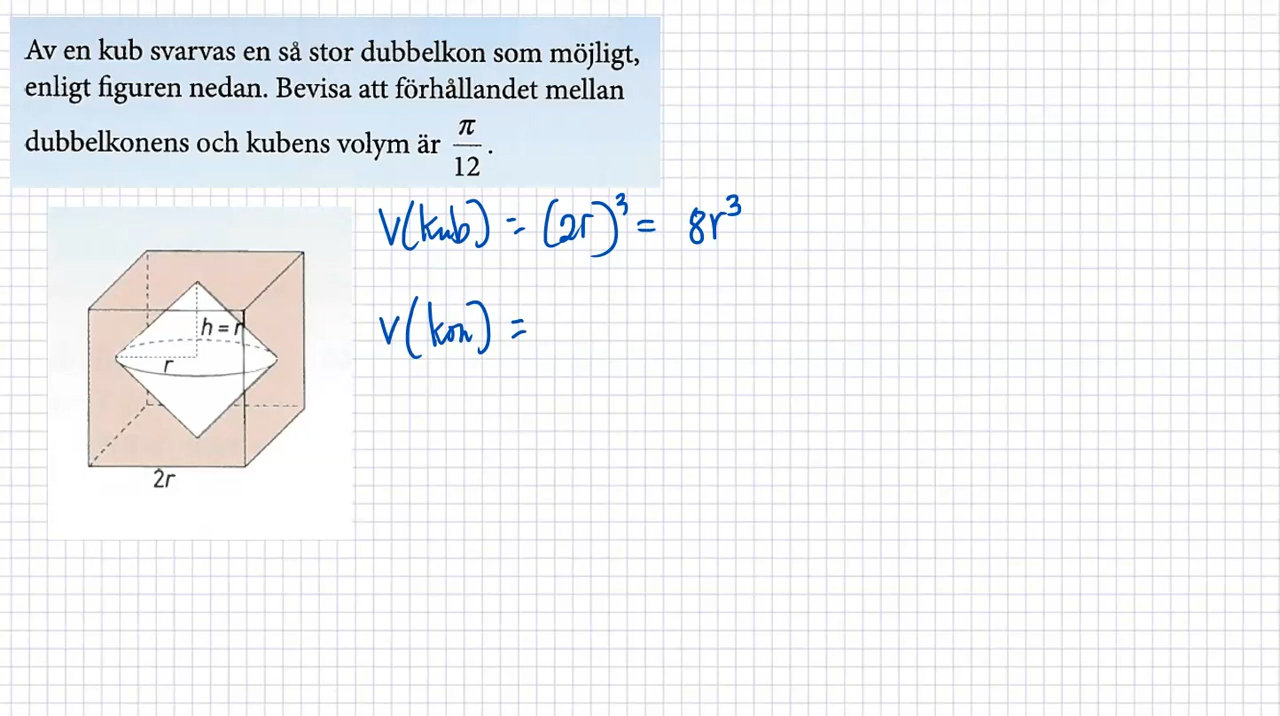 Av en kub svarvas en så stor dubbelkon som möjligt,
enligt figuren nedan. Bevisa att förhållandet mellan
dubbelkonens och kubens volym är π/12.
V(kub) = (2r)³ = 8r³
V(kon) =
h = r
r
2r